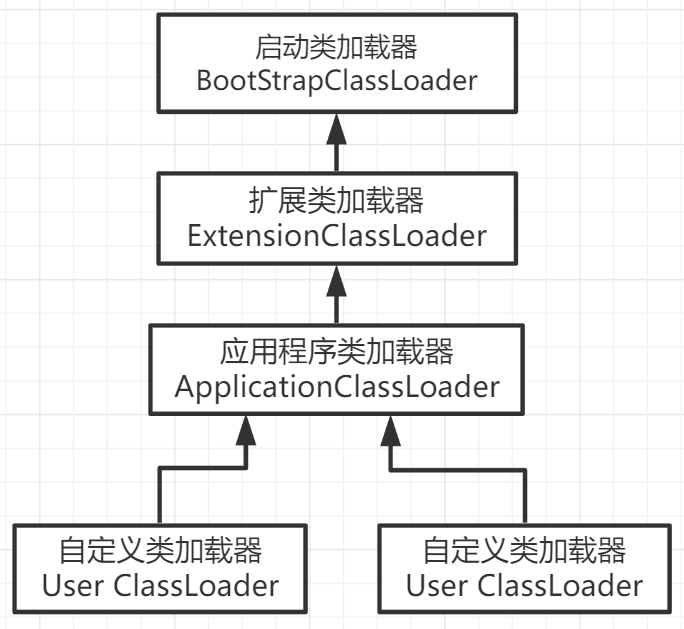 启动类加载器
BootStrapClassLoader
扩展类加载器
ExtensionClassLoader
应用程序类加载器
ApplicationClassLoader
自定义类加载器
User ClassLoader
自定义类加载器
User ClassLoader